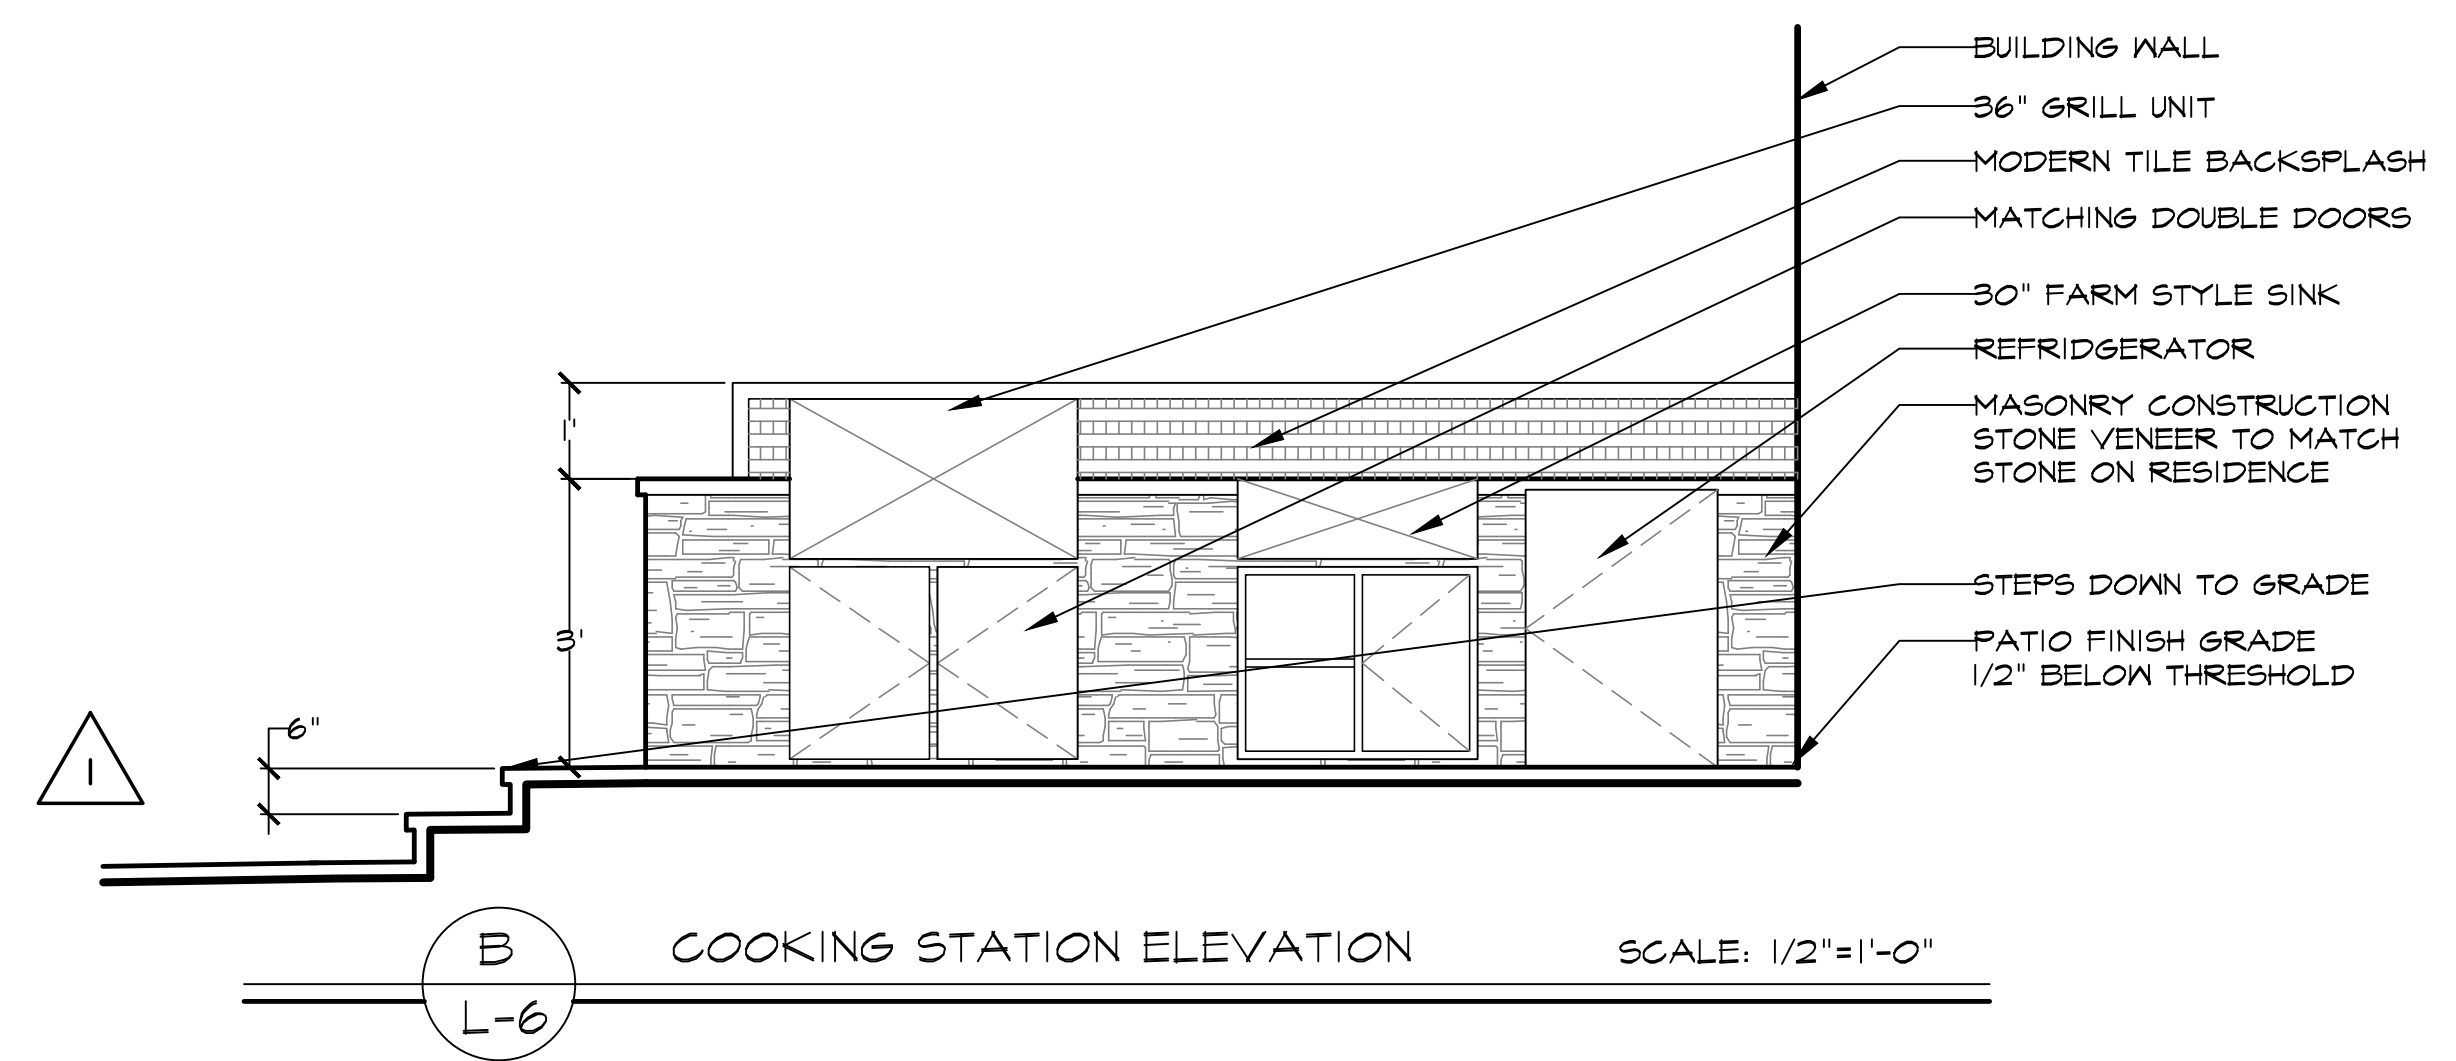 BUILDING WALL
36" GRILL UNIT
MODERN TILE BACKSPLASH
MATCHING DOUBLE DOORS
30" FARM STYLE SINK
REFRIDGERATOR
MASONRY CONSTRUCTION
STONE VENEER TO MATCH
STONE ON RESIDENCE
STEPS DOWN TO GRADE
PATIO FINISH GRADE
1/2" BELOW THRESHOLD
1'
3'
6"
1
B
L-6
COOKING STATION ELEVATION
SCALE: 1/2"=1'-0"